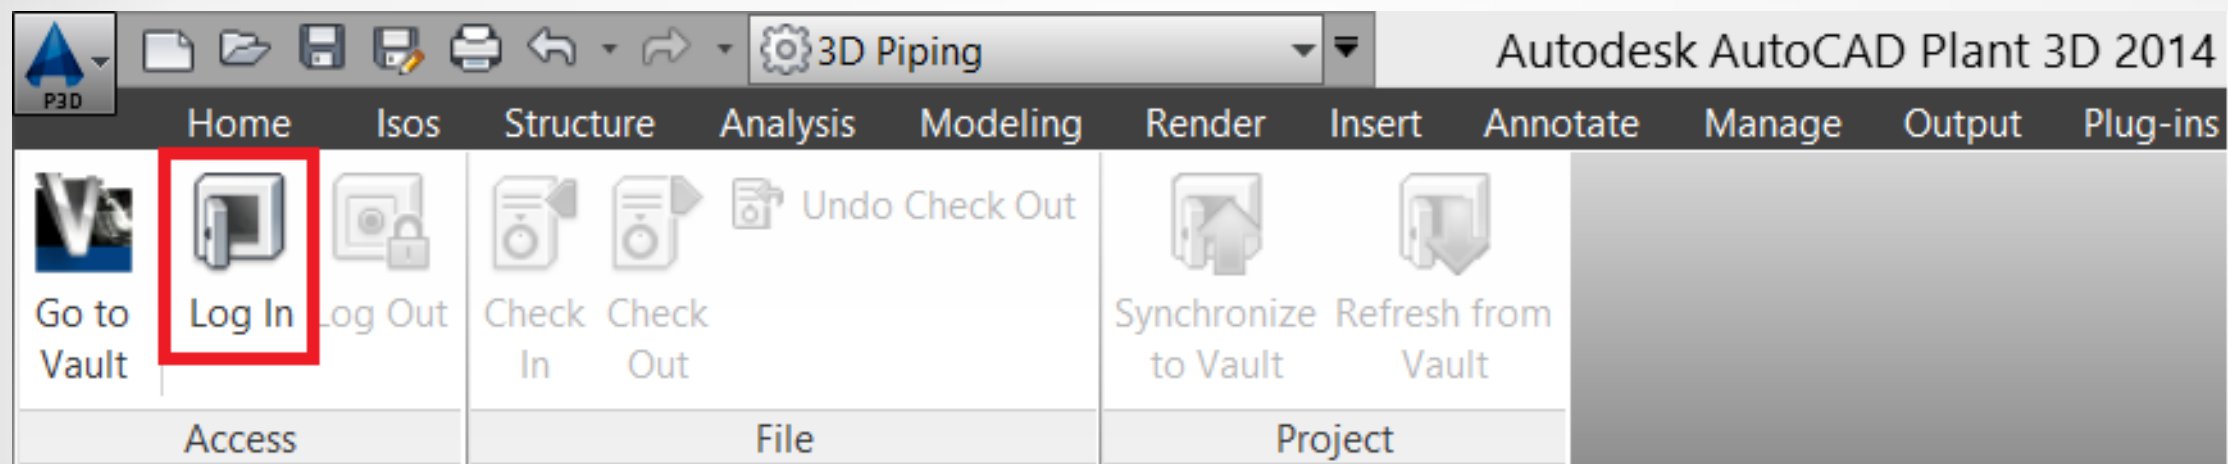 3D Piping
Autodesk AutoCAD Plant 3D 2014
P3D
Home Isos Structure Analysis Modeling Render Insert Annotate Manage Output Plug-ins
Go to
Vault
Log In
Log Out
Check
In
Check
Out
Undo Check Out
Synchronize
to Vault
Refresh from
Vault
Access
File
Project